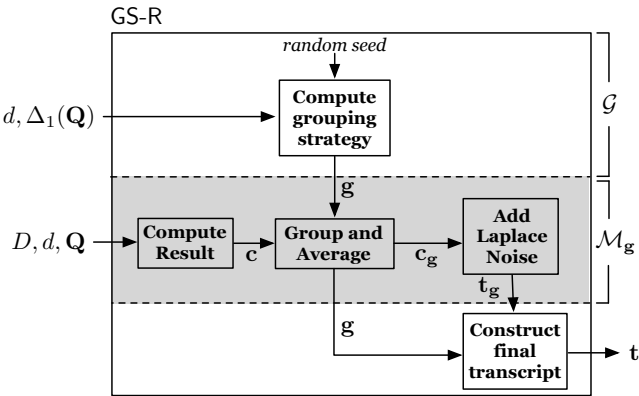 GS-R
random seed
Compute
grouping
strategy
d, Δ₁(𝐐)
𝒢
𝐠
D, d, 𝐐
Compute
Result
𝐜
Group and
Average
𝐜_𝐠
Add
Laplace
Noise
ℳ_𝐠
𝐭_𝐠
𝐠
Construct
final
transcript
𝐭